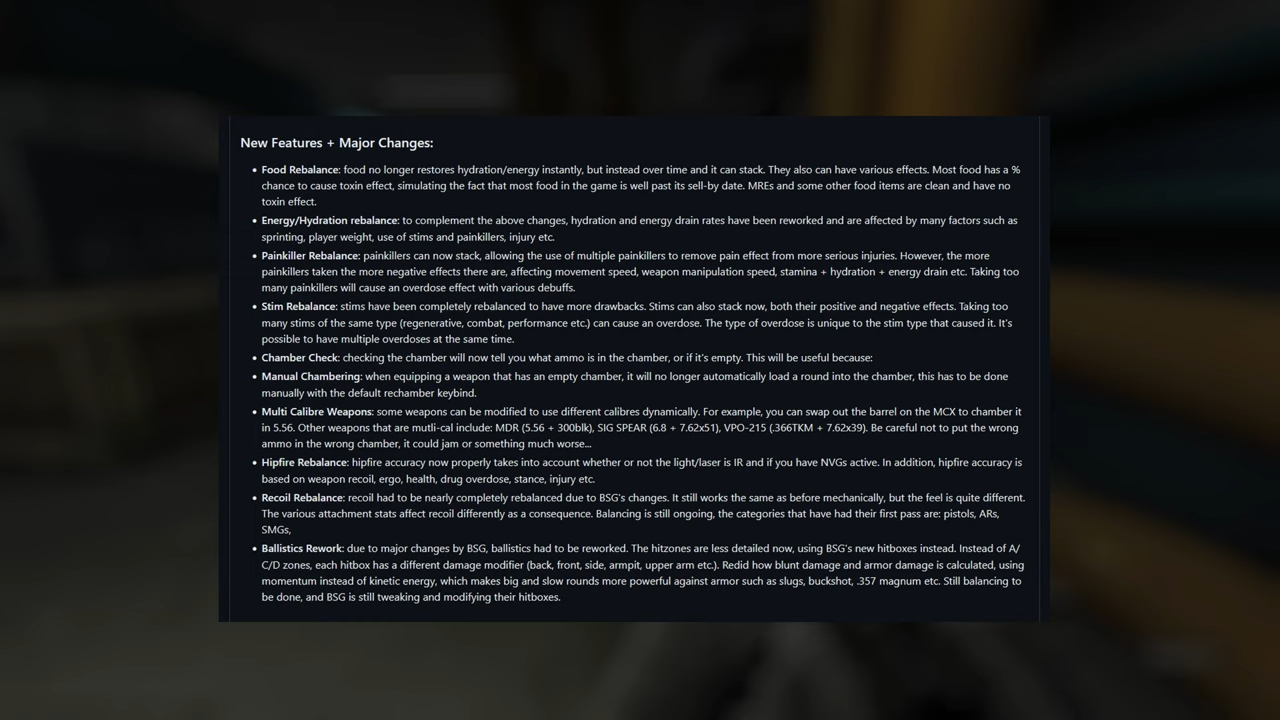 New Features + Major Changes:
• Food Rebalance: food no longer restores hydration/energy instantly, but instead over time and it can stack. They also can have various effects. Most food has a %
chance to cause toxin effect, simulating the fact that most food in the game is well past its sell-by date. MREs and some other food items are clean and have no
toxin effect.
• Energy/Hydration rebalance: to complement the above changes, hydration and energy drain rates have been reworked and are affected by many factors such as
sprinting, player weight, use of stims and painkillers, injury etc.
• Painkiller Rebalance: painkillers can now stack, allowing the use of multiple painkillers to remove pain effect from more serious injuries. However, the more
painkillers taken the more negative effects there are, affecting movement speed, weapon manipulation speed, stamina + hydration + energy drain etc. Taking too
many painkillers will cause an overdose effect with various debuffs.
• Stim Rebalance: stims have been completely rebalanced to have more drawbacks. Stims can also stack now, both their positive and negative effects. Taking too
many stims of the same type (regenerative, combat, performance etc.) can cause an overdose. The type of overdose is unique to the stim type that caused it. It's
possible to have multiple overdoses at the same time.
• Chamber Check: checking the chamber will now tell you what ammo is in the chamber, or if it's empty. This will be useful because:
• Manual Chambering: when equipping a weapon that has an empty chamber, it will no longer automatically load a round into the chamber, this has to be done
manually with the default rechamber keybind.
• Multi Calibre Weapons: some weapons can be modified to use different calibres dynamically. For example, you can swap out the barrel on the MCX to chamber it
in 5.56. Other weapons that are mutli-cal include: MDR (5.56 + 300blk), SIG SPEAR (6.8 + 7.62x51), VPO-215 (.366TKM + 7.62x39). Be careful not to put the wrong
ammo in the wrong chamber, it could jam or something much worse...
• Hipfire Rebalance: hipfire accuracy now properly takes into account whether or not the light/laser is IR and if you have NVGs active. In addition, hipfire accuracy is
based on weapon recoil, ergo, health, drug overdose, stance, injury etc.
• Recoil Rebalance: recoil had to be nearly completely rebalanced due to BSG's changes. It still works the same as before mechanically, but the feel is quite different.
The various attachment stats affect recoil differently as a consequence. Balancing is still ongoing, the categories that have had their first pass are: pistols, ARs,
SMGs,
• Ballistics Rework: due to major changes by BSG, ballistics had to be reworked. The hitzones are less detailed now, using BSG's new hitboxes instead. Instead of A/
C/D zones, each hitbox has a different damage modifier (back, front, side, armpit, upper arm etc.). Redid how blunt damage and armor damage is calculated, using
momentum instead of kinetic energy, which makes big and slow rounds more powerful against armor such as slugs, buckshot, .357 magnum etc. Still balancing to
be done, and BSG is still tweaking and modifying their hitboxes.